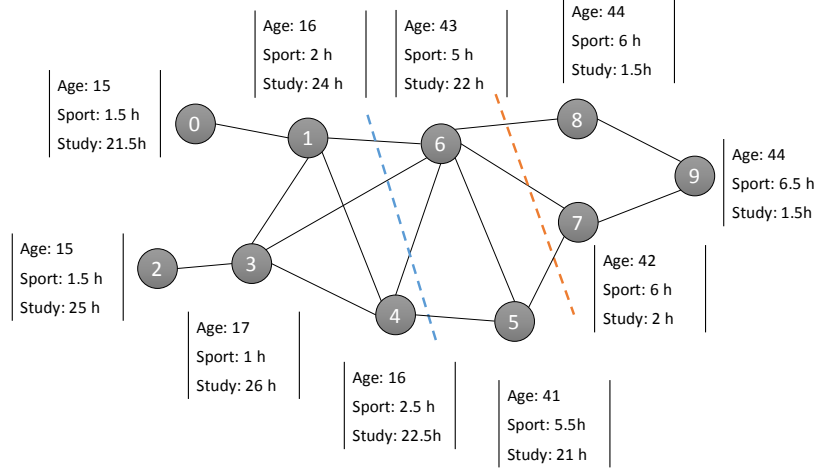 Age: 16
Sport: 2 h
Study: 24 h
Age: 43
Sport: 5 h
Study: 22 h
Age: 44
Sport: 6 h
Study: 1.5h
Age: 15
Sport: 1.5 h
Study: 21.5h
0
1
6
8
9
Age: 44
Sport: 6.5 h
Study: 1.5h
Age: 15
Sport: 1.5 h
Study: 25 h
2
3
4
5
7
Age: 42
Sport: 6 h
Study: 2 h
Age: 17
Sport: 1 h
Study: 26 h
Age: 16
Sport: 2.5 h
Study: 22.5h
Age: 41
Sport: 5.5h
Study: 21 h